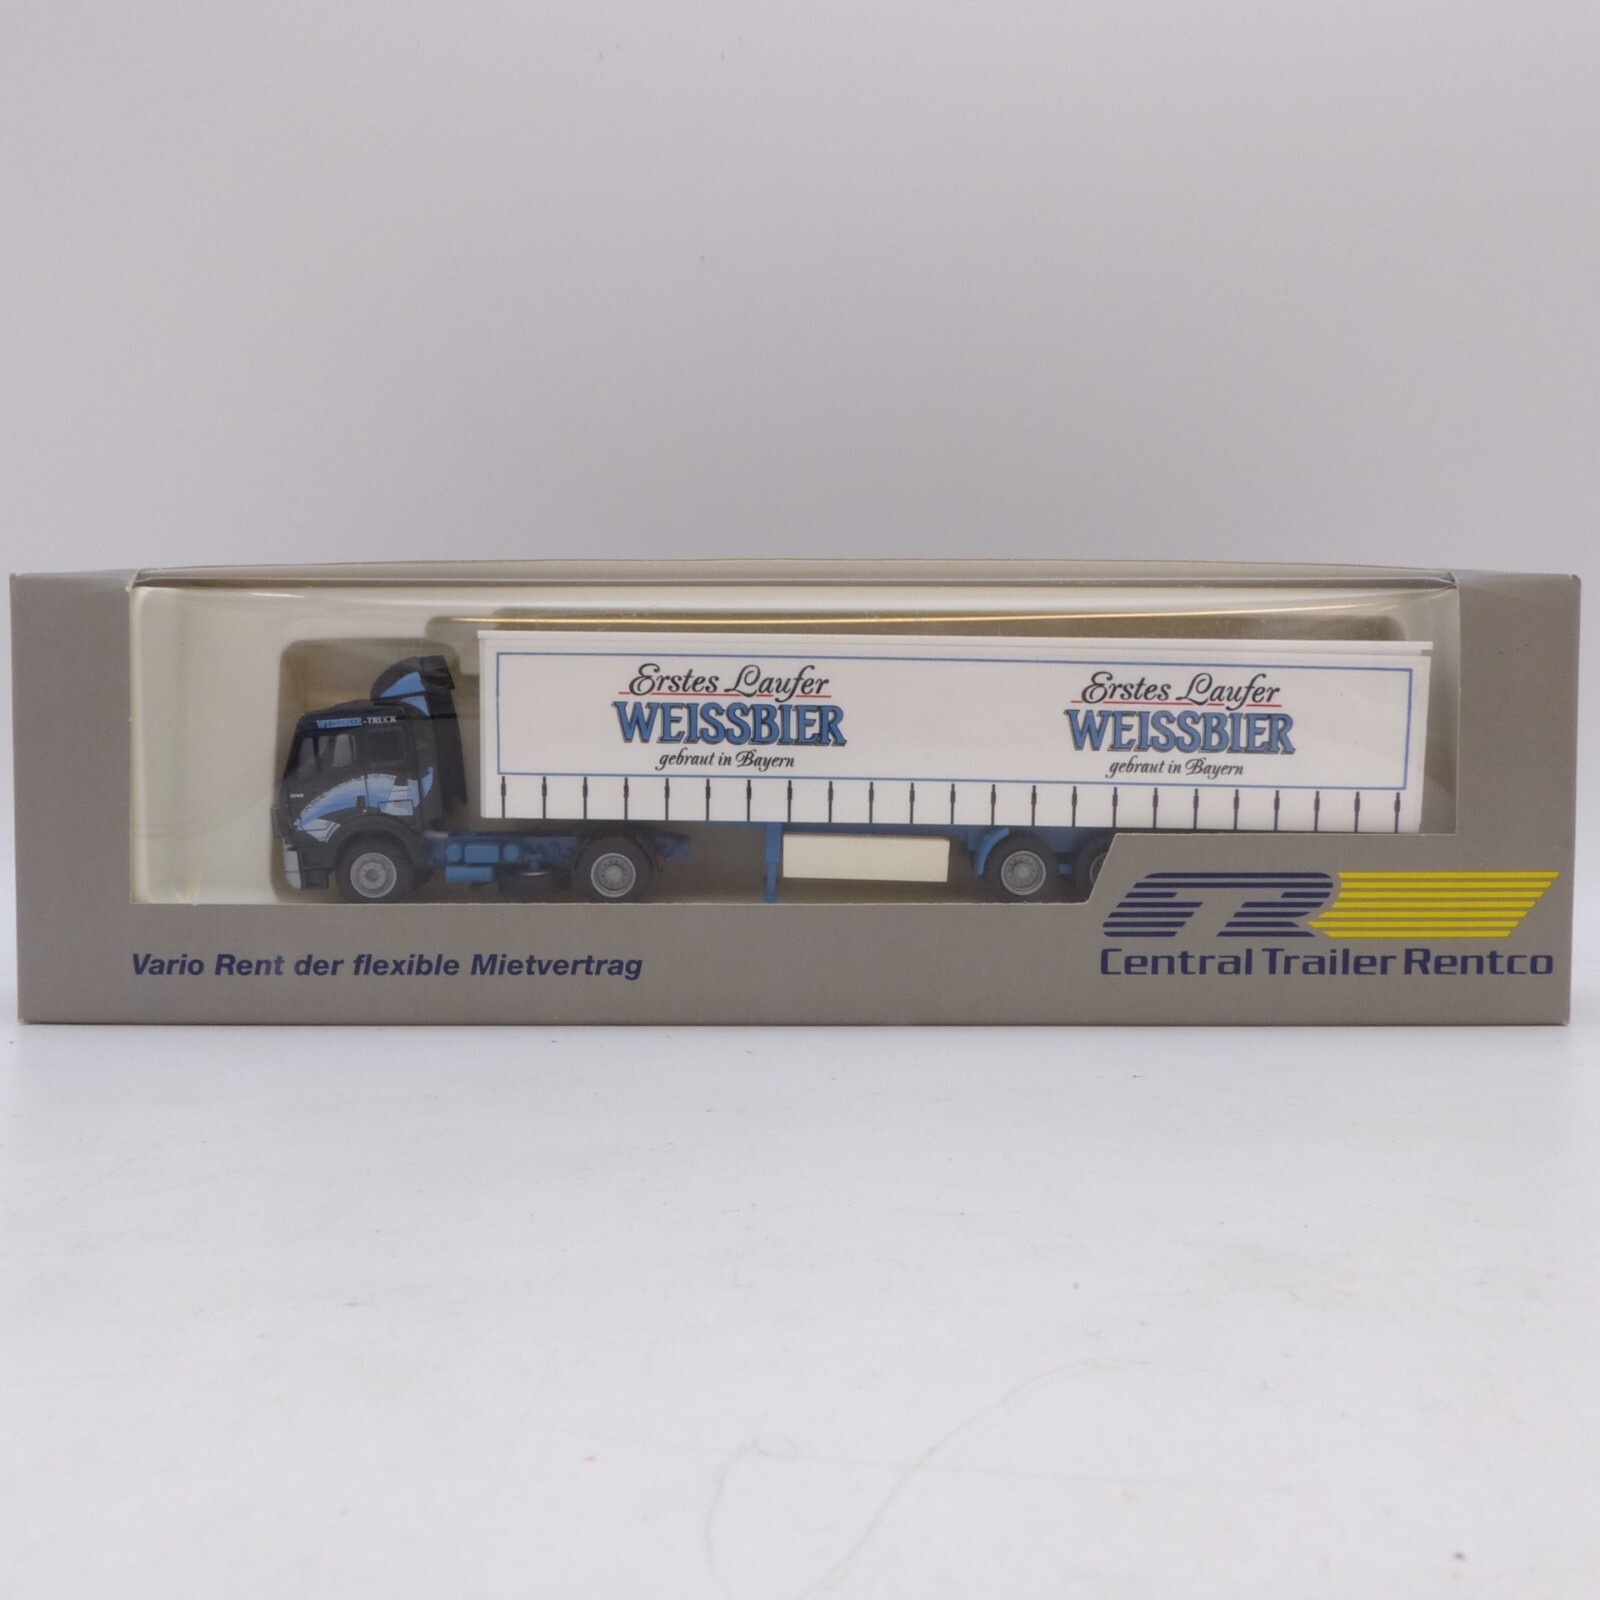 Erstes Laufer
WEISSBIER
gebraut in Bayern
Erstes Laufer
WEISSBIER
gebraut in Bayern
-TRUCK
Vario Rent der flexible Mietvertrag
Central Trailer Rentco